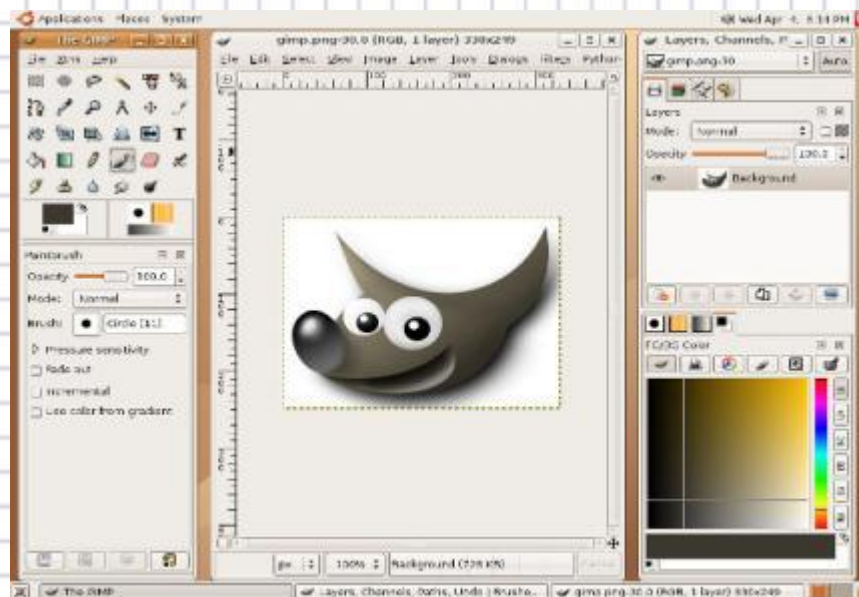 Applications Places System
Wed Apr 4, 8:14 PM
The GIMP
File Xtns Help
Paintbrush
Opacity 100.0
Mode: Normal
Brush: Circle (11)
Pressure sensitivity
Fade out
Incremental
Use color from gradient
gimp.png-30.0 (RGB, 1 layer) 330x249
File Edit Select View Image Layer Tools Dialogs Filters Python
px 100% Background (729 KB)
Layers, Channels, P
gimp.png-30 Auto
Layers
Mode: Normal
Opacity 100.0
Background
FG/BG Color
The GIMP
Layers, Channels, Paths, Undo | Brushe...
gimp.png-30.0 (RGB, 1 layer) 330x249